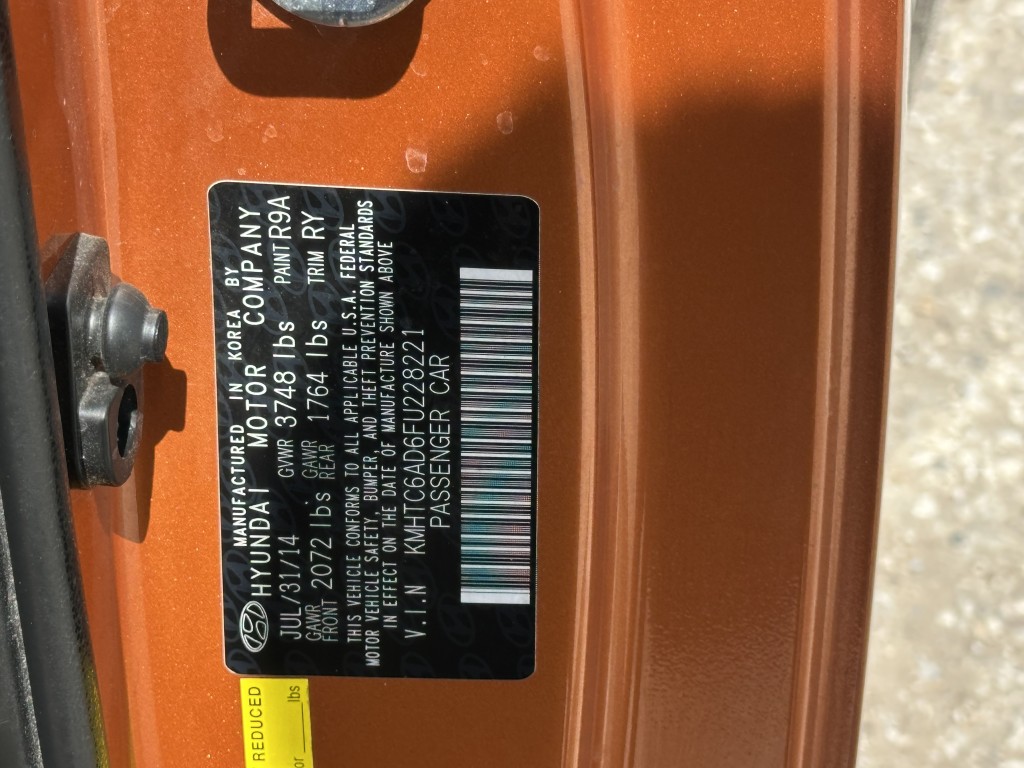 MANUFACTURED IN KOREA BY
HYUNDAI MOTOR COMPANY
JUL/31/14 GVWR 3748 lbs PAINT R9A
GAWR FRONT 2072 lbs GAWR REAR 1764 lbs TRIM RY
THIS VEHICLE CONFORMS TO ALL APPLICABLE U.S.A. FEDERAL
MOTOR VEHICLE SAFETY, BUMPER, AND THEFT PREVENTION STANDARDS
IN EFFECT ON THE DATE OF MANUFACTURE SHOWN ABOVE
V.I.N KMHTC6AD6FU228221
PASSENGER CAR
REDUCED
or ____ lbs